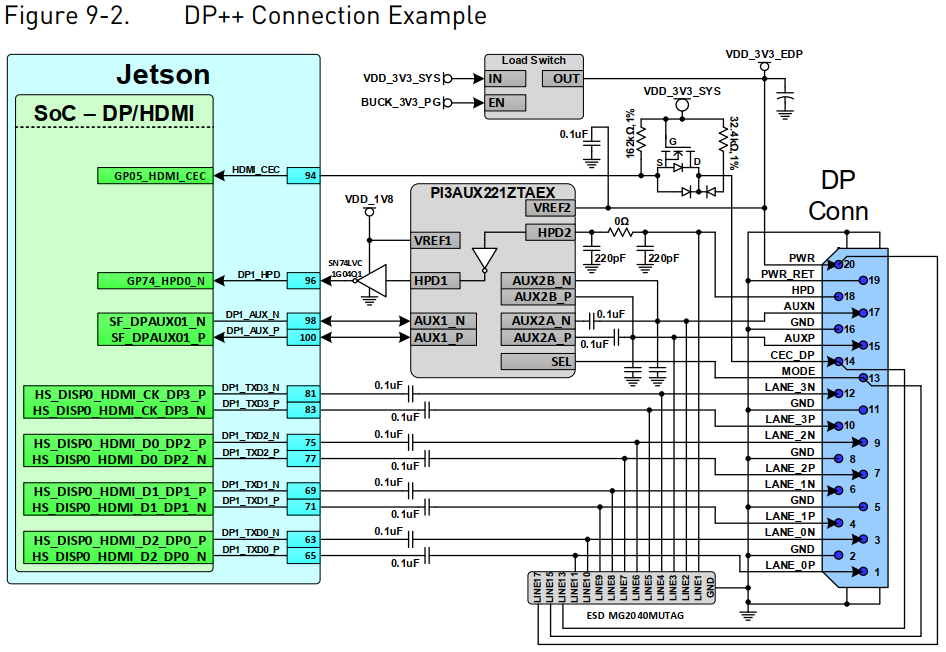 Figure 9-2. DP++ Connection Example
Jetson
SoC – DP/HDMI
Load Switch
IN
OUT
EN
VDD_3V3_SYS
BUCK_3V3_PG
VDD_3V3_EDP
VDD_3V3_SYS
0.1uF
162kΩ,1%
32.4kΩ,1%
G
S
D
GP05_HDMI_CEC
HDMI_CEC
94
VDD_1V8
PI3AUX221ZTAEX
VREF2
VREF1
HPD2
0Ω
220pF
220pF
SN74LVC
1G04Q1
GP74_HPD0_N
DP1_HPD
96
HPD1
AUX2B_N
AUX2B_P
SF_DPAUX01_N
DP1_AUX_N
98
AUX1_N
AUX2A_N
0.1uF
SF_DPAUX01_P
DP1_AUX_P
100
AUX1_P
AUX2A_P
0.1uF
SEL
HS_DISP0_HDMI_CK_DP3_P
DP1_TXD3_N
81
0.1uF
HS_DISP0_HDMI_CK_DP3_N
DP1_TXD3_P
83
0.1uF
HS_DISP0_HDMI_D0_DP2_P
DP1_TXD2_N
75
0.1uF
HS_DISP0_HDMI_D0_DP2_N
DP1_TXD2_P
77
0.1uF
HS_DISP0_HDMI_D1_DP1_P
DP1_TXD1_N
69
0.1uF
HS_DISP0_HDMI_D1_DP1_N
DP1_TXD1_P
71
0.1uF
HS_DISP0_HDMI_D2_DP0_P
DP1_TXD0_N
63
0.1uF
HS_DISP0_HDMI_D2_DP0_N
DP1_TXD0_P
65
0.1uF
DP
Conn
PWR 20
PWR_RET 19
HPD 18
AUXN 17
GND 16
AUXP 15
CEC_DP 14
MODE 13
LANE_3N 12
GND 11
LANE_3P 10
LANE_2N 9
GND 8
LANE_2P 7
LANE_1N 6
GND 5
LANE_1P 4
LANE_0N 3
GND 2
LANE_0P 1
LINE17
LINE15
LINE13
LINE11
LINE10
LINE9
LINE8
LINE7
LINE6
LINE5
LINE4
LINE3
LINE2
LINE1
GND
ESD MG2040MUTAG